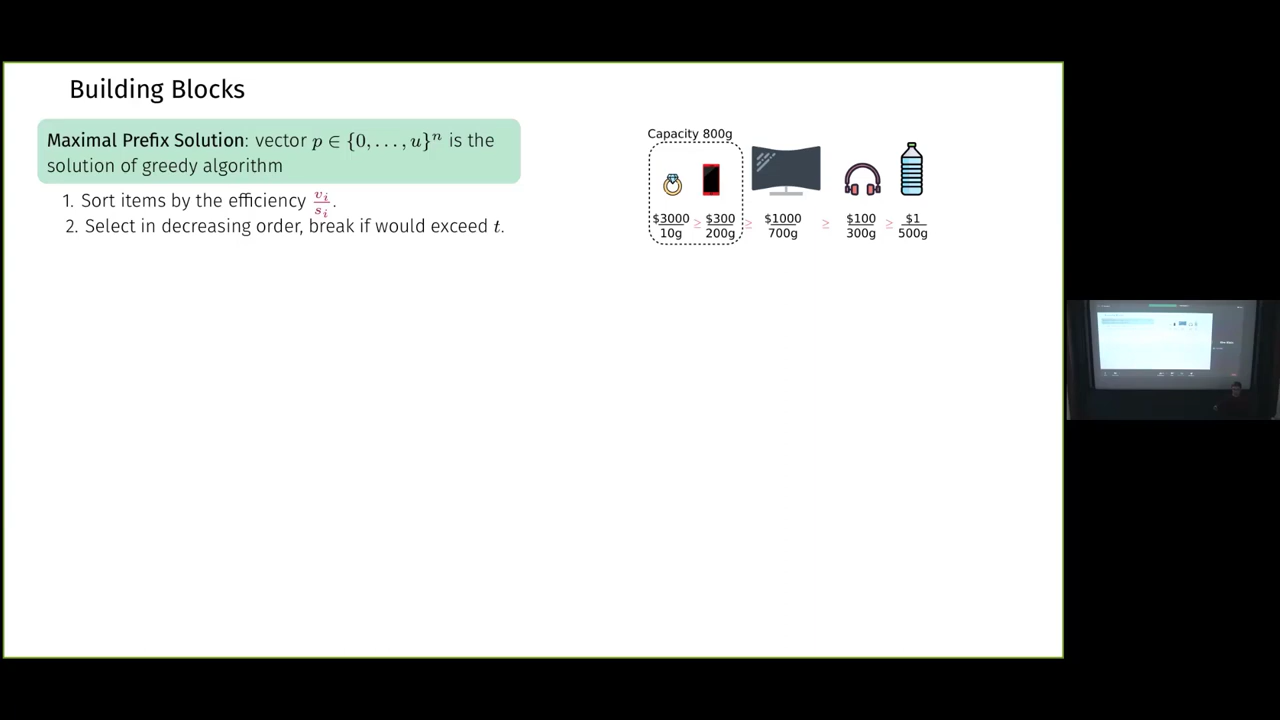 Building Blocks
Maximal Prefix Solution: vector p ∈ {0, . . . , u}ⁿ is the
solution of greedy algorithm
1. Sort items by the efficiency vᵢ/sᵢ.
2. Select in decreasing order, break if would exceed t.
Capacity 800g
$3000/10g ≥ $300/200g ≥ $1000/700g ≥ $100/300g ≥ $1/500g